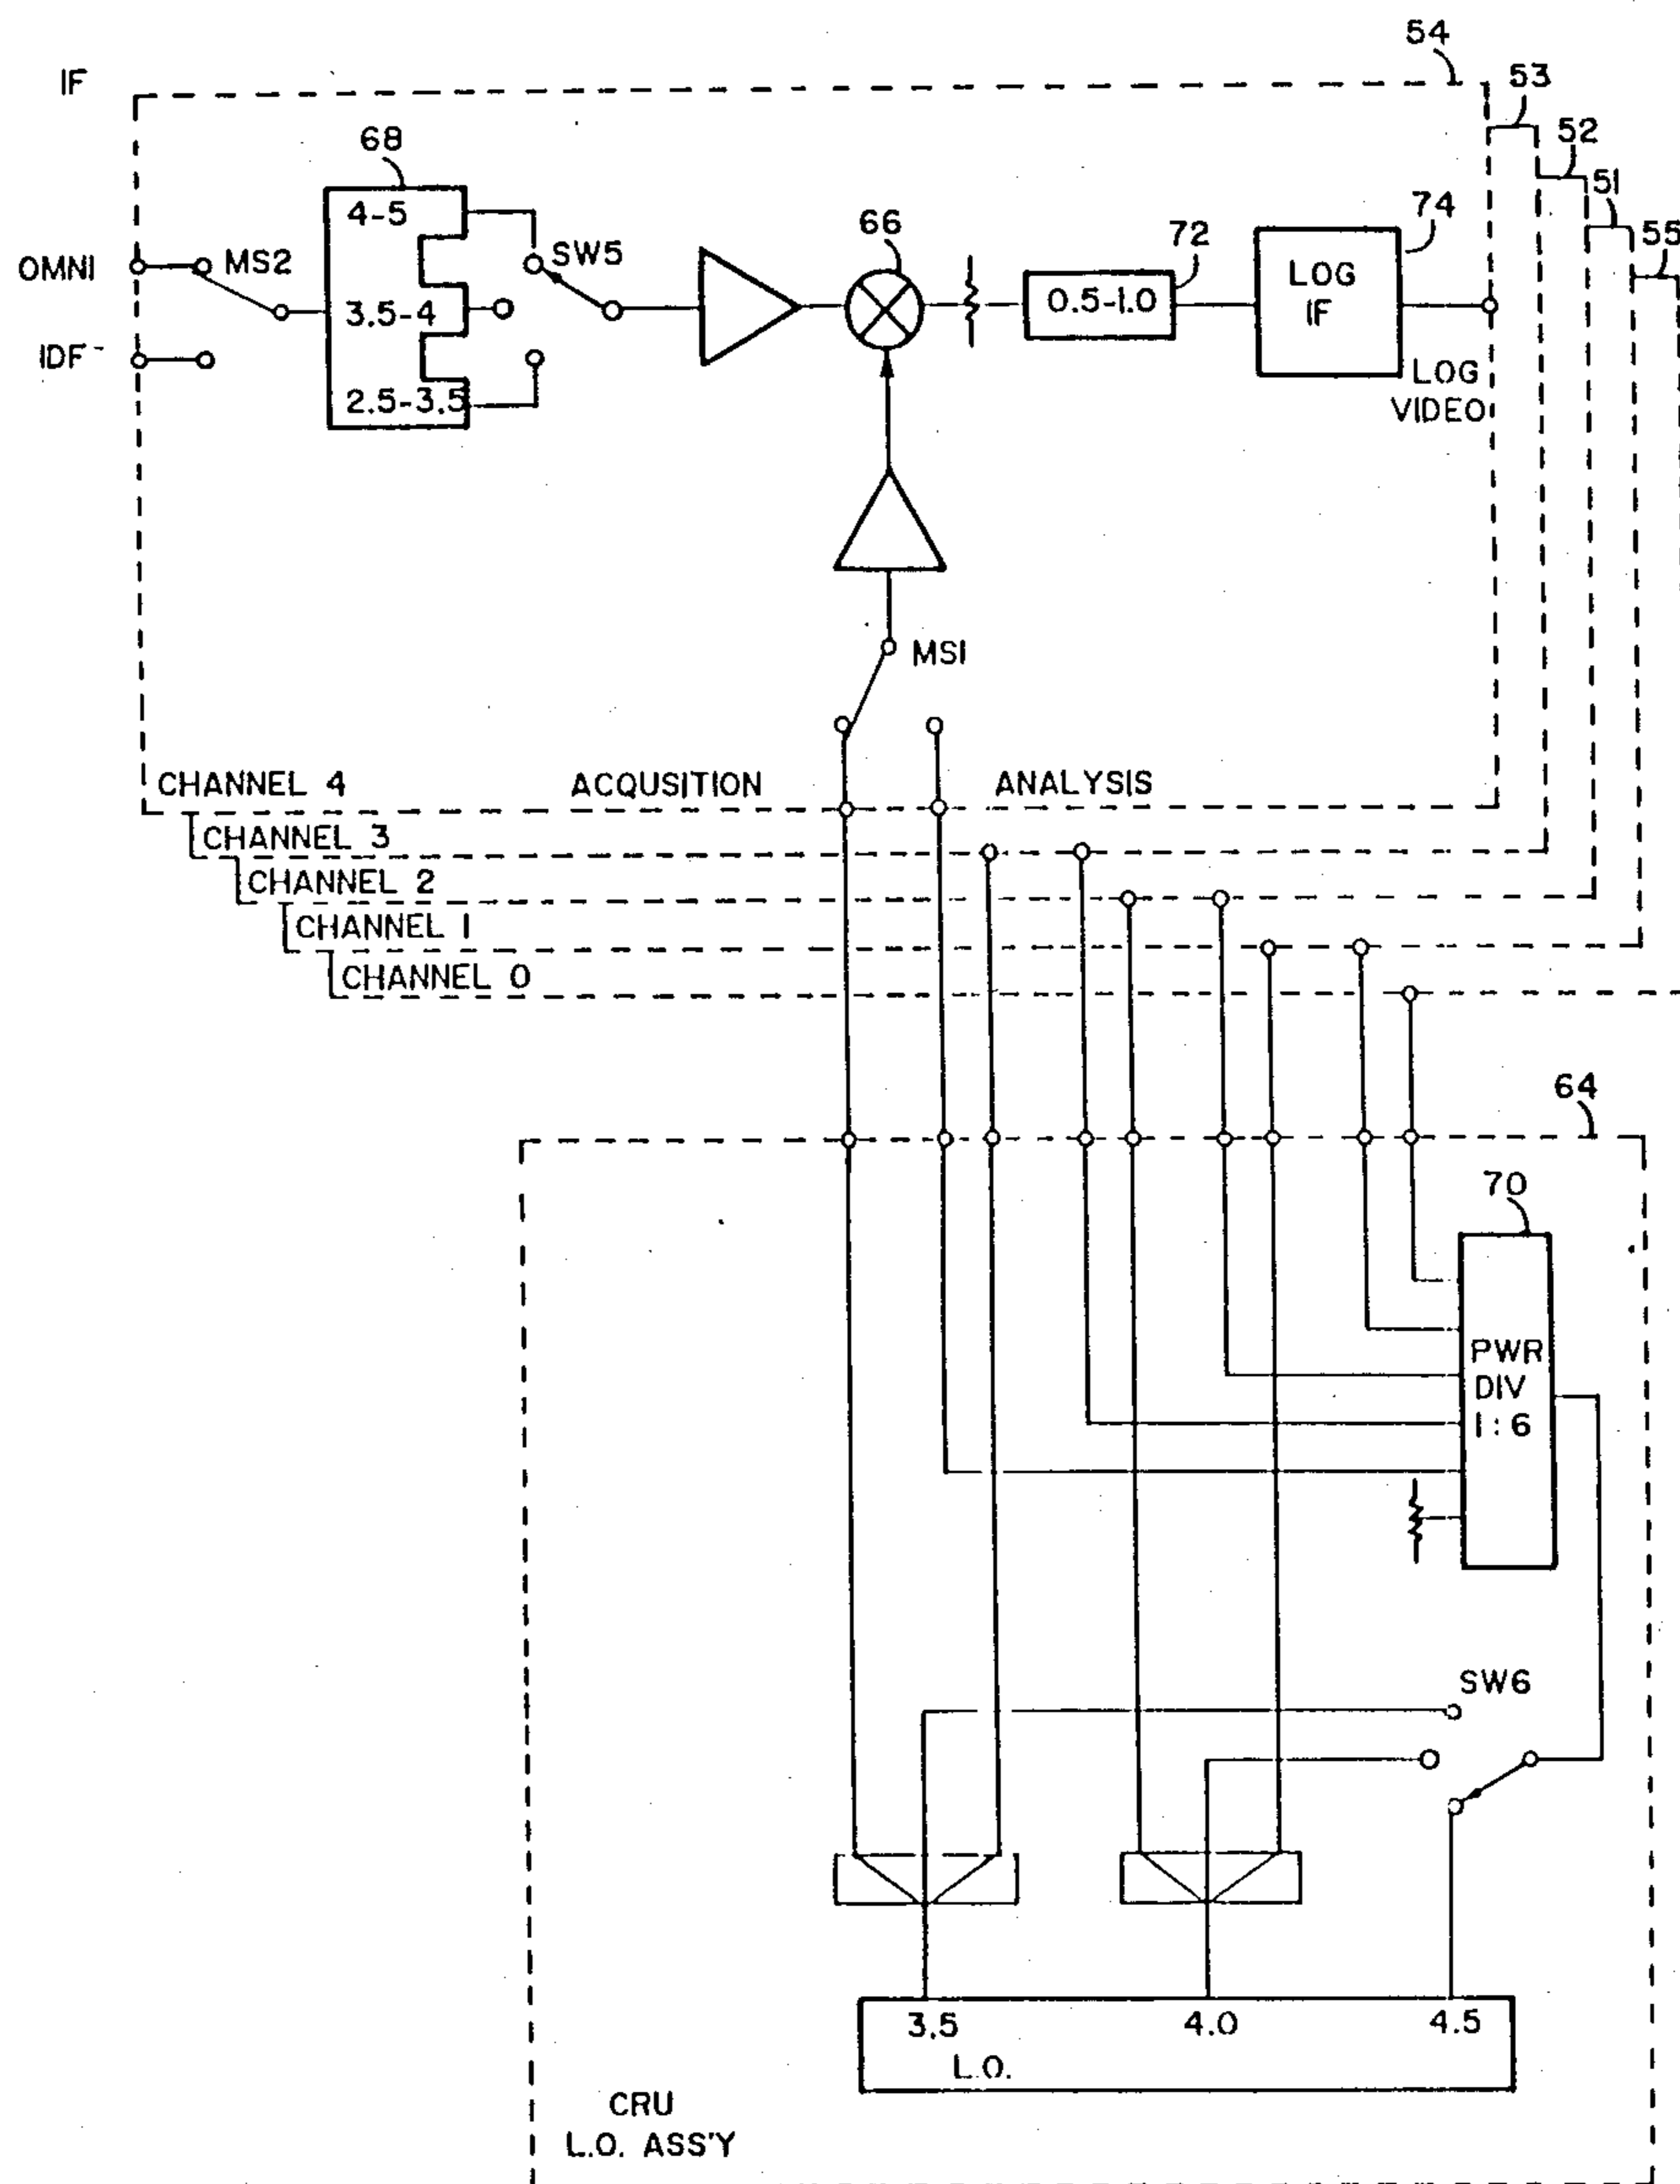 54
IF
53
52
68
51
66
74
72
55
4-5
OMNI
MS2
SW5
LOG
IF
3.5-4
0.5-1.0
IDF
LOG
VIDEO
2.5-3.5
MS1
CHANNEL 4
ACQUSITION
ANALYSIS
CHANNEL 3
CHANNEL 2
CHANNEL 1
CHANNEL 0
64
70
PWR
DIV
1:6
SW6
3.5
4.0
4.5
L.O.
CRU
L.O. ASS'Y